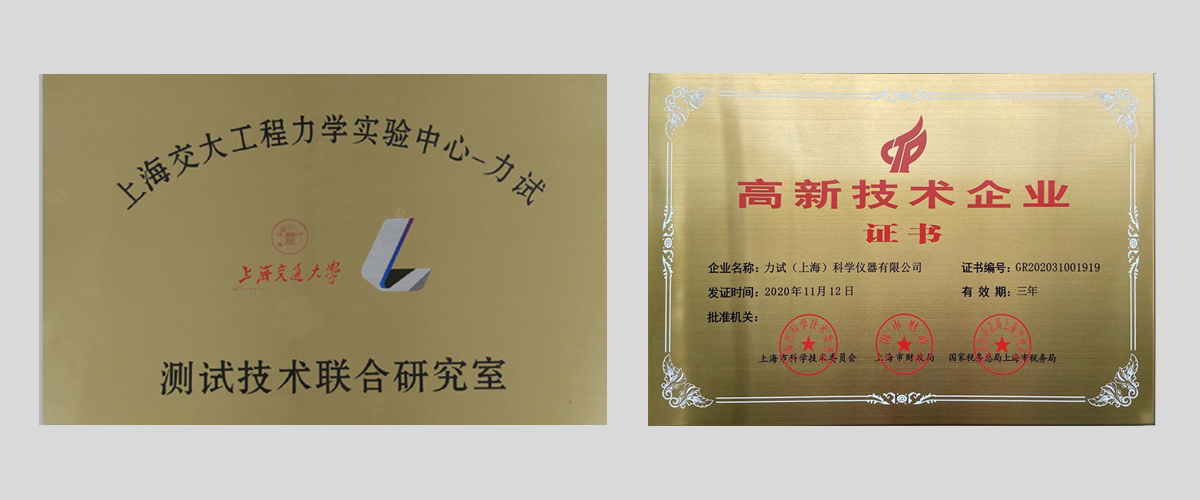 上海交大工程力学实验中心-力试
上海交通大學
测试技术联合研究室
高新技术企业
证书
企业名称：力试（上海）科学仪器有限公司
证书编号：GR202031001919
发证时间：2020年11月12日
有 效 期：三年
批准机关：
上海市科学技术委员会
上海市财政局
国家税务总局上海市税务局